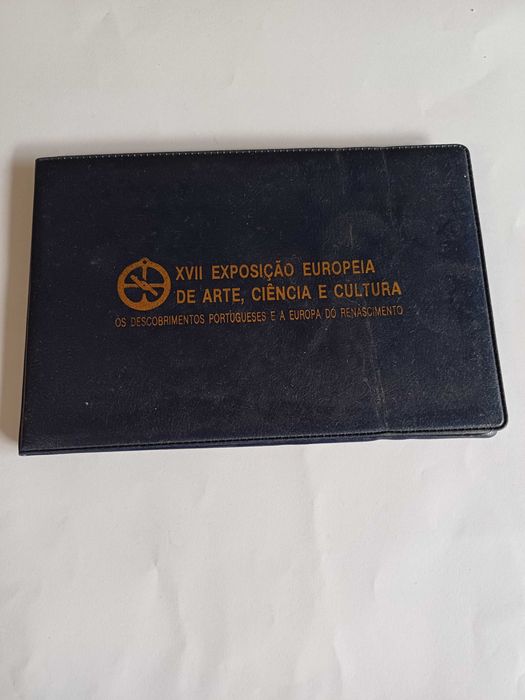 XVII EXPOSIÇÃO EUROPEIA
DE ARTE, CIÊNCIA E CULTURA
OS DESCOBRIMENTOS PORTUGUESES E A EUROPA DO RENASCIMENTO